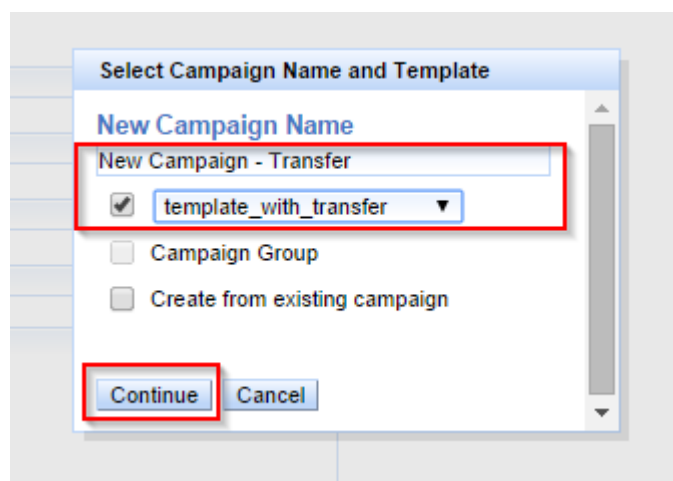 Select Campaign Name and Template
New Campaign Name
New Campaign - Transfer
template_with_transfer
Campaign Group
Create from existing campaign
Continue Cancel